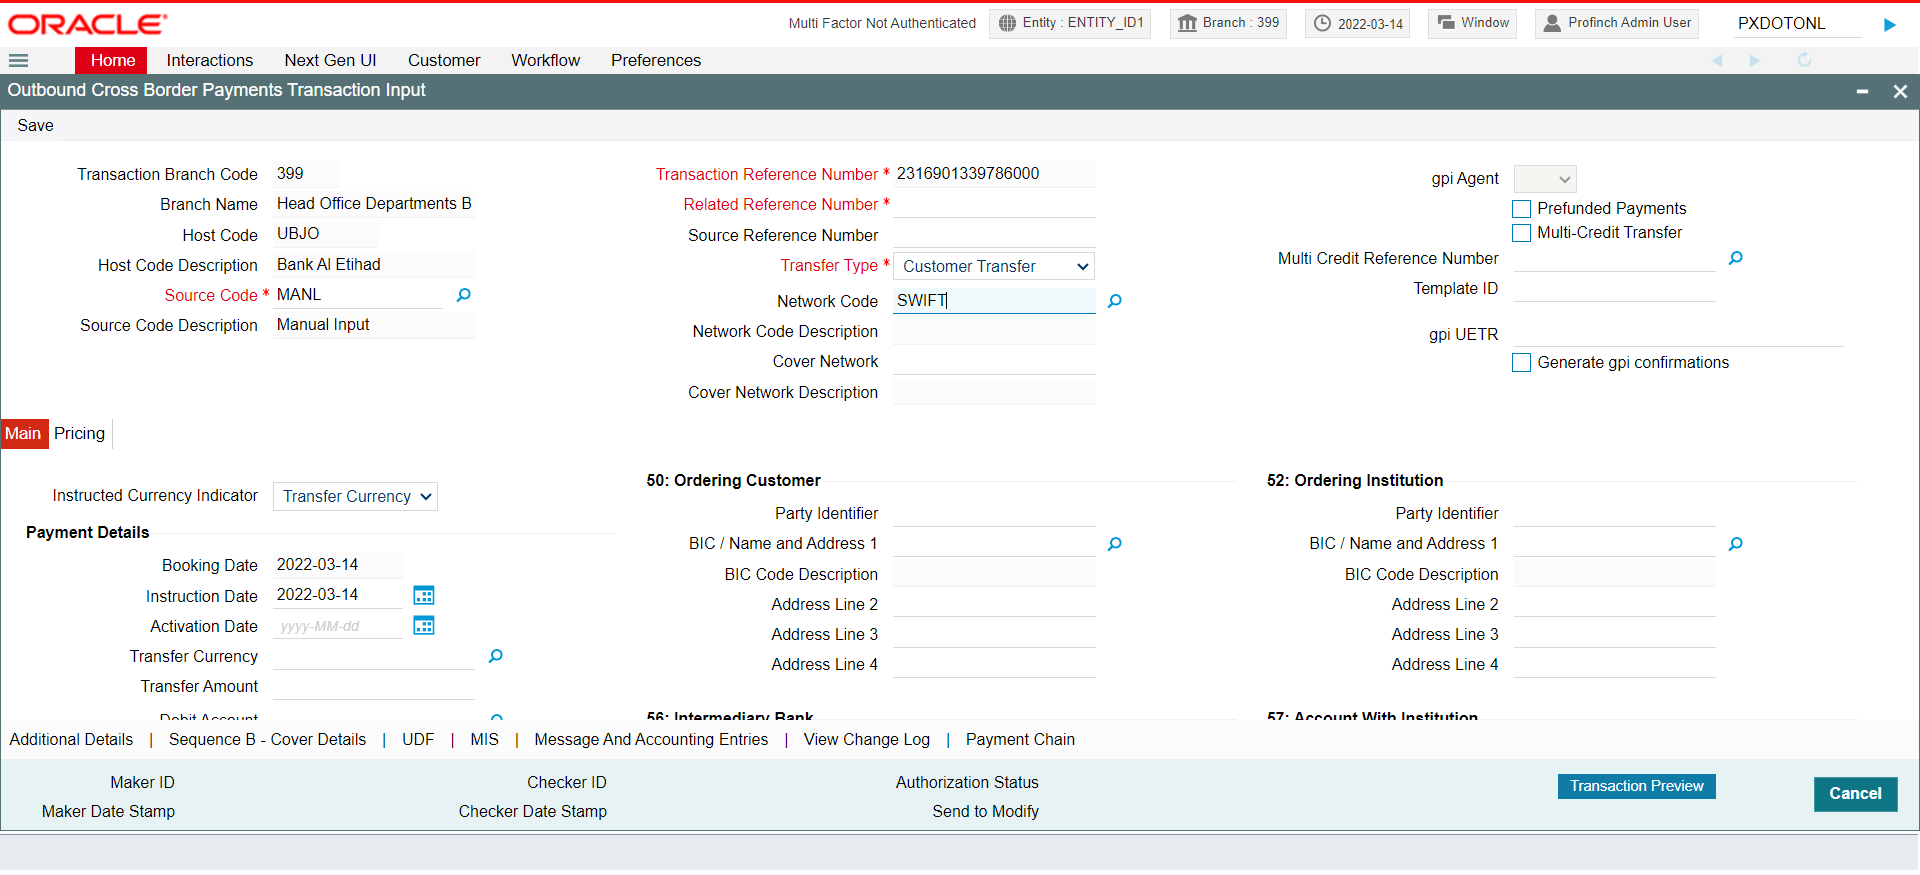 ORACLE
Multi Factor Not Authenticated
Entity : ENTITY_ID1
Branch : 399
2022-03-14
Window
Profinch Admin User
PXDOTONL
Home
Interactions
Next Gen UI
Customer
Workflow
Preferences
Outbound Cross Border Payments Transaction Input
Save
Transaction Branch Code 399
Branch Name Head Office Departments B
Host Code UBJO
Host Code Description Bank Al Etihad
Source Code * MANL
Source Code Description Manual Input
Transaction Reference Number * 2316901339786000
Related Reference Number *
Source Reference Number
Transfer Type * Customer Transfer
Network Code SWIFT
Network Code Description
Cover Network
Cover Network Description
gpi Agent
Prefunded Payments
Multi-Credit Transfer
Multi Credit Reference Number
Template ID
gpi UETR
Generate gpi confirmations
Main Pricing
Instructed Currency Indicator Transfer Currency
Payment Details
Booking Date 2022-03-14
Instruction Date 2022-03-14
Activation Date yyyy-MM-dd
Transfer Currency
Transfer Amount
Debit Account
50: Ordering Customer
Party Identifier
BIC / Name and Address 1
BIC Code Description
Address Line 2
Address Line 3
Address Line 4
56: Intermediary Bank
52: Ordering Institution
Party Identifier
BIC / Name and Address 1
BIC Code Description
Address Line 2
Address Line 3
Address Line 4
57: Account With Institution
Additional Details | Sequence B - Cover Details | UDF | MIS | Message And Accounting Entries | View Change Log | Payment Chain
Maker ID
Maker Date Stamp
Checker ID
Checker Date Stamp
Authorization Status
Send to Modify
Transaction Preview
Cancel